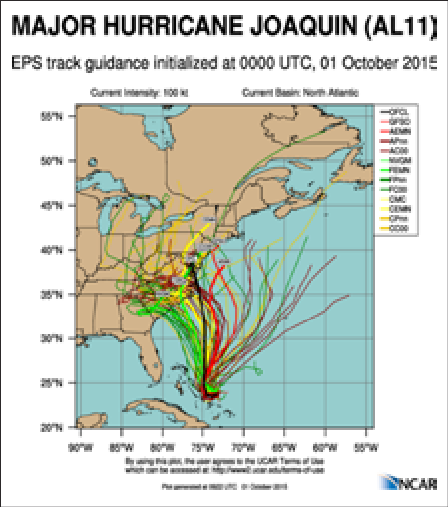 MAJOR HURRICANE JOAQUIN (AL11)
EPS track guidance initialized at 0000 UTC, 01 October 2015
Current Intensity: 100 kt Current Basin: North Atlantic
55°N
50°N
45°N
40°N
35°N
30°N
25°N
20°N
90°W 85°W 80°W 75°W 70°W 65°W 60°W 55°W
OFCL
GFSO
AEMN
APnn
AC00
NVGM
FEMN
FPnn
FC00
CMC
CEMN
CPnn
CC00
By using this plot, the user agrees to the UCAR Terms of Use
which can be accessed at: http://www2.ucar.edu/terms-of-use
Plot generated at 0922 UTC 01 October 2015
NCAR